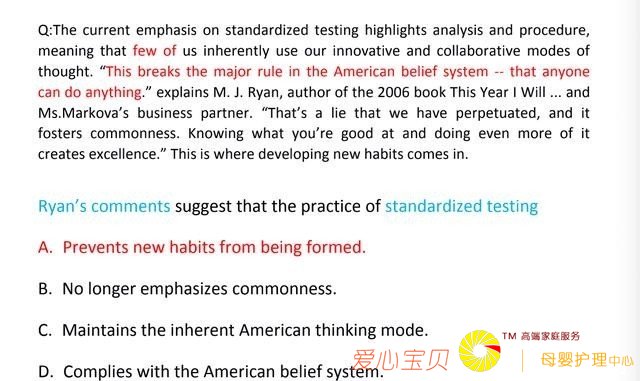 Q:The current emphasis on standardized testing highlights analysis and procedure,
meaning that few of us inherently use our innovative and collaborative modes of
thought. “This breaks the major rule in the American belief system -- that anyone
can do anything.” explains M. J. Ryan, author of the 2006 book This Year I Will ... and
Ms.Markova’s business partner. “That’s a lie that we have perpetuated, and it
fosters commonness. Knowing what you’re good at and doing even more of it
creates excellence.” This is where developing new habits comes in.
Ryan’s comments suggest that the practice of standardized testing
A. Prevents new habits from being formed.
B. No longer emphasizes commonness.
C. Maintains the inherent American thinking mode.
D. Complies with the American belief system.
爱心宝贝
TM 高端家庭服务
母婴护理中心